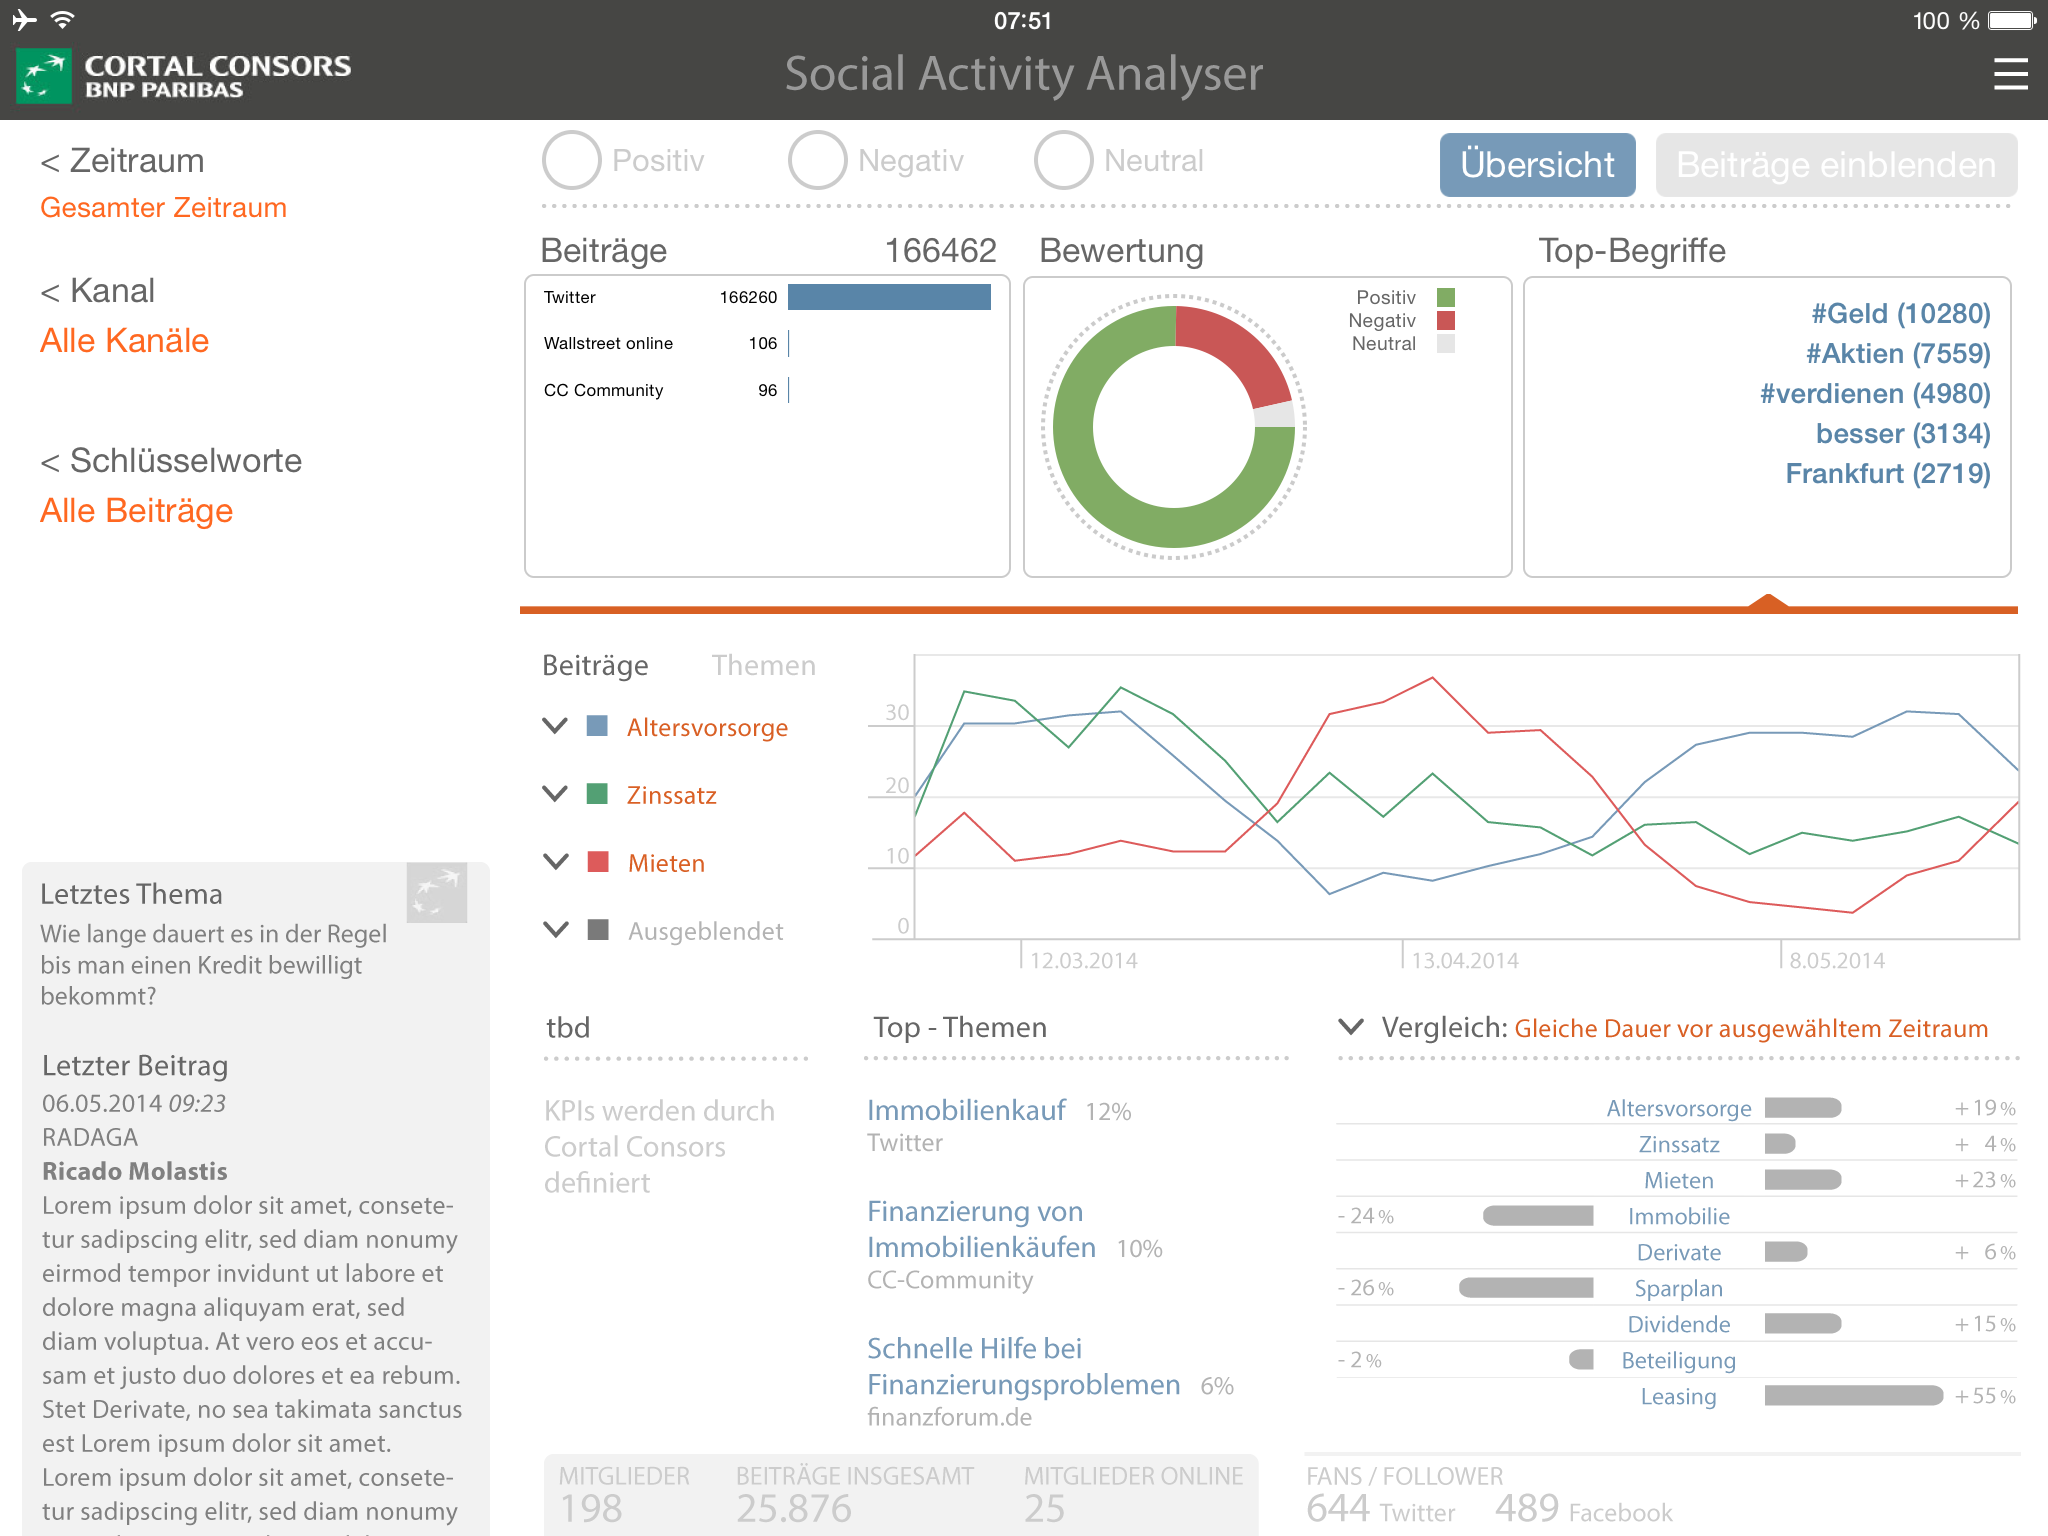 07:51
100 %
CORTAL CONSORS
BNP PARIBAS
Social Activity Analyser
< Zeitraum
Gesamter Zeitraum
< Kanal
Alle Kanäle
< Schlüsselworte
Alle Beiträge
Positiv
Negativ
Neutral
Übersicht
Beiträge einblenden
Beiträge 166462
Twitter 166260
Wallstreet online 106
CC Community 96
Bewertung
Positiv
Negativ
Neutral
Top-Begriffe
#Geld (10280)
#Aktien (7559)
#verdienen (4980)
besser (3134)
Frankfurt (2719)
Beiträge Themen
Altersvorsorge
Zinssatz
Mieten
Ausgeblendet
30
20
10
0
12.03.2014
13.04.2014
8.05.2014
Letztes Thema
Wie lange dauert es in der Regel
bis man einen Kredit bewilligt
bekommt?
Letzter Beitrag
06.05.2014 09:23
RADAGA
Ricado Molastis
Lorem ipsum dolor sit amet, consete-
tur sadipscing elitr, sed diam nonumy
eirmod tempor invidunt ut labore et
dolore magna aliquyam erat, sed
diam voluptua. At vero eos et accu-
sam et justo duo dolores et ea rebum.
Stet Derivate, no sea takimata sanctus
est Lorem ipsum dolor sit amet.
Lorem ipsum dolor sit amet, consete-
tur sadipscing elitr, sed diam nonumy
tbd
KPIs werden durch
Cortal Consors
definiert
Top - Themen
Immobilienkauf 12%
Twitter
Finanzierung von
Immobilienkäufen 10%
CC-Community
Schnelle Hilfe bei
Finanzierungsproblemen 6%
finanzforum.de
Vergleich: Gleiche Dauer vor ausgewähltem Zeitraum
Altersvorsorge +19%
Zinssatz + 4%
Mieten +23%
-24% Immobilie
Derivate + 6%
-26% Sparplan
Dividende +15%
-2% Beteiligung
Leasing +55%
MITGLIEDER
198
BEITRÄGE INSGESAMT
25.876
MITGLIEDER ONLINE
25
FANS / FOLLOWER
644 Twitter 489 Facebook